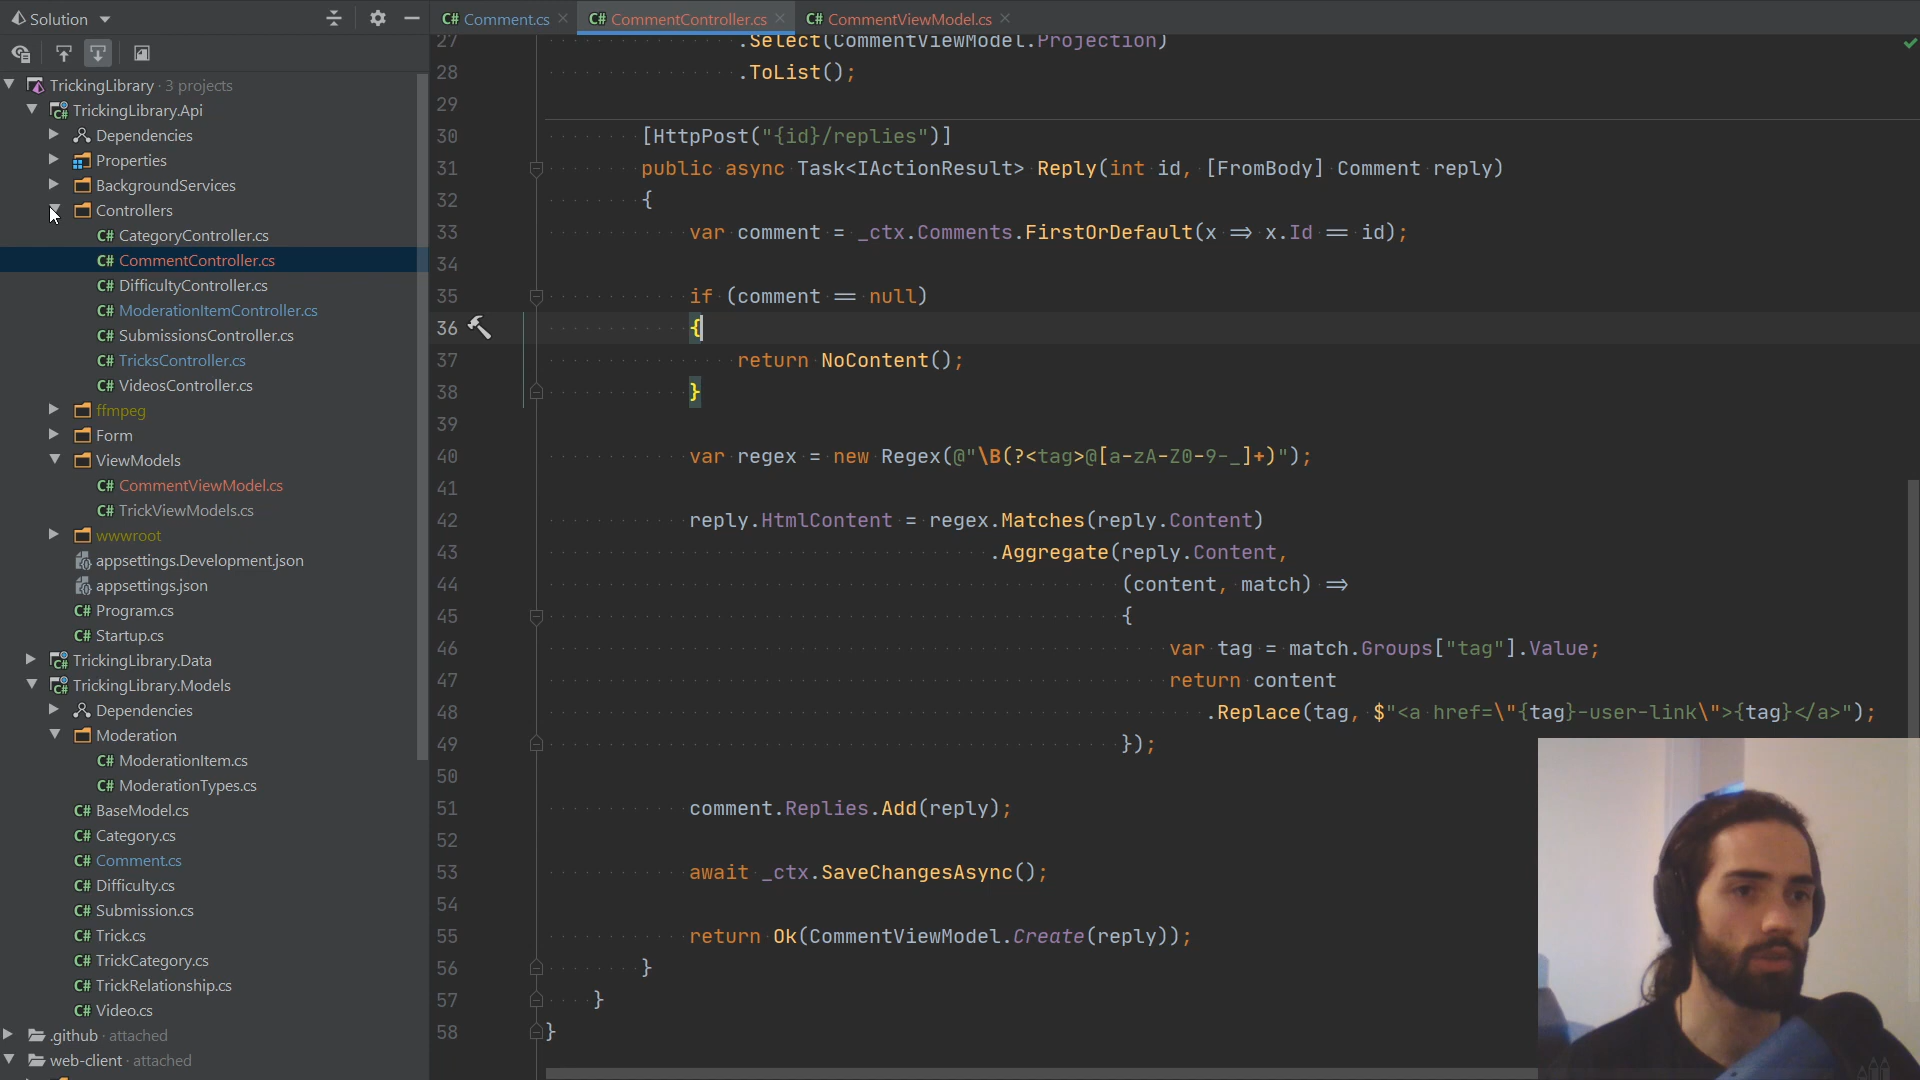 Solution
Comment.cs
CommentController.cs
CommentViewModel.cs
TrickingLibrary · 3 projects
TrickingLibrary.Api
Dependencies
Properties
BackgroundServices
Controllers
C# CategoryController.cs
C# CommentController.cs
C# DifficultyController.cs
C# ModerationItemController.cs
C# SubmissionsController.cs
C# TricksController.cs
C# VideosController.cs
ffmpeg
Form
ViewModels
C# CommentViewModel.cs
C# TrickViewModels.cs
wwwroot
appsettings.Development.json
appsettings.json
C# Program.cs
C# Startup.cs
TrickingLibrary.Data
TrickingLibrary.Models
Dependencies
Moderation
C# ModerationItem.cs
C# ModerationTypes.cs
C# BaseModel.cs
C# Category.cs
C# Comment.cs
C# Difficulty.cs
C# Submission.cs
C# Trick.cs
C# TrickCategory.cs
C# TrickRelationship.cs
C# Video.cs
.github · attached
web-client · attached
27 .Select(CommentViewModel.Projection)
28 .ToList();
29
30 [HttpPost("{id}/replies")]
31 public async Task<IActionResult> Reply(int id, [FromBody] Comment reply)
32 {
33 var comment = _ctx.Comments.FirstOrDefault(x => x.Id == id);
34
35 if (comment == null)
36 {
37 return NoContent();
38 }
39
40 var regex = new Regex(@"\B(?<tag>@[a-zA-Z0-9-_]+)");
41
42 reply.HtmlContent = regex.Matches(reply.Content)
43 .Aggregate(reply.Content,
44 (content, match) =>
45 {
46 var tag = match.Groups["tag"].Value;
47 return content
48 .Replace(tag, $"<a href=\"{tag}-user-link\">{tag}</a>");
49 });
50
51 comment.Replies.Add(reply);
52
53 await _ctx.SaveChangesAsync();
54
55 return Ok(CommentViewModel.Create(reply));
56 }
57 }
58 }